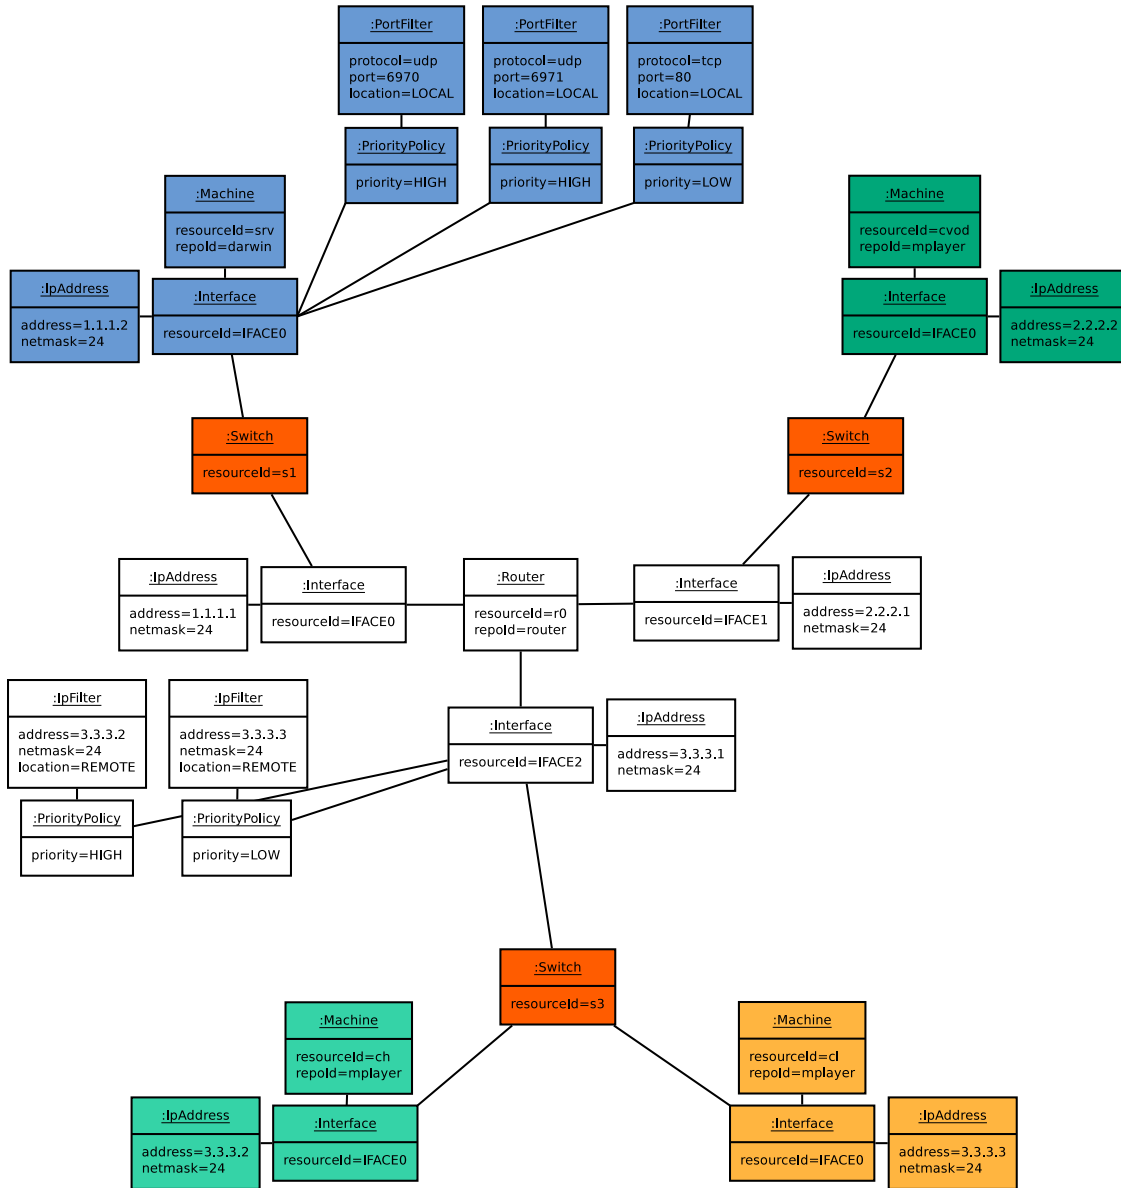 :PortFilter
protocol=udp
port=6970
location=LOCAL
:PortFilter
protocol=udp
port=6971
location=LOCAL
:PortFilter
protocol=tcp
port=80
location=LOCAL
:PriorityPolicy
priority=HIGH
:PriorityPolicy
priority=HIGH
:PriorityPolicy
priority=LOW
:Machine
resourceId=srv
repoId=darwin
:Machine
resourceId=cvod
repoId=mplayer
:IpAddress
address=1.1.1.2
netmask=24
:Interface
resourceId=IFACE0
:Interface
resourceId=IFACE0
:IpAddress
address=2.2.2.2
netmask=24
:Switch
resourceId=s1
:Switch
resourceId=s2
:IpAddress
address=1.1.1.1
netmask=24
:Interface
resourceId=IFACE0
:Router
resourceId=r0
repoId=router
:Interface
resourceId=IFACE1
:IpAddress
address=2.2.2.1
netmask=24
:IpFilter
address=3.3.3.2
netmask=24
location=REMOTE
:IpFilter
address=3.3.3.3
netmask=24
location=REMOTE
:Interface
resourceId=IFACE2
:IpAddress
address=3.3.3.1
netmask=24
:PriorityPolicy
priority=HIGH
:PriorityPolicy
priority=LOW
:Switch
resourceId=s3
:Machine
resourceId=ch
repoId=mplayer
:Machine
resourceId=cl
repoId=mplayer
:IpAddress
address=3.3.3.2
netmask=24
:Interface
resourceId=IFACE0
:Interface
resourceId=IFACE0
:IpAddress
address=3.3.3.3
netmask=24